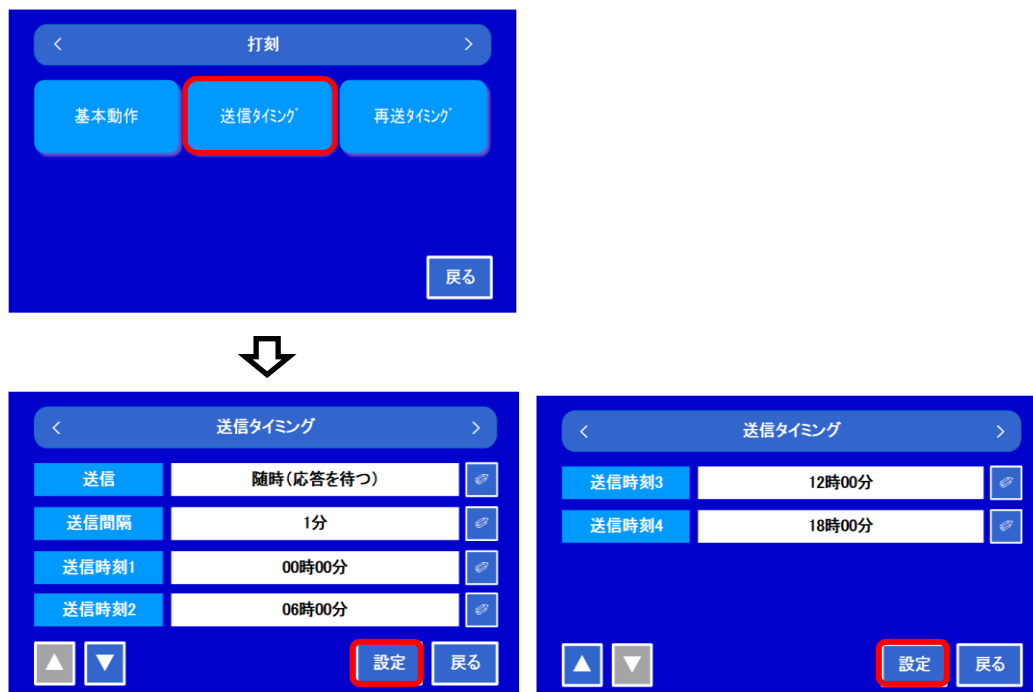 < 打刻 >
基本動作 送信ﾀｲﾐﾝｸﾞ 再送ﾀｲﾐﾝｸﾞ
戻る
< 送信タイミング >
送信 随時(応答を待つ)
送信間隔 1分
送信時刻1 00時00分
送信時刻2 06時00分
▲ ▼ 設定 戻る
< 送信タイミング >
送信時刻3 12時00分
送信時刻4 18時00分
▲ ▼ 設定 戻る